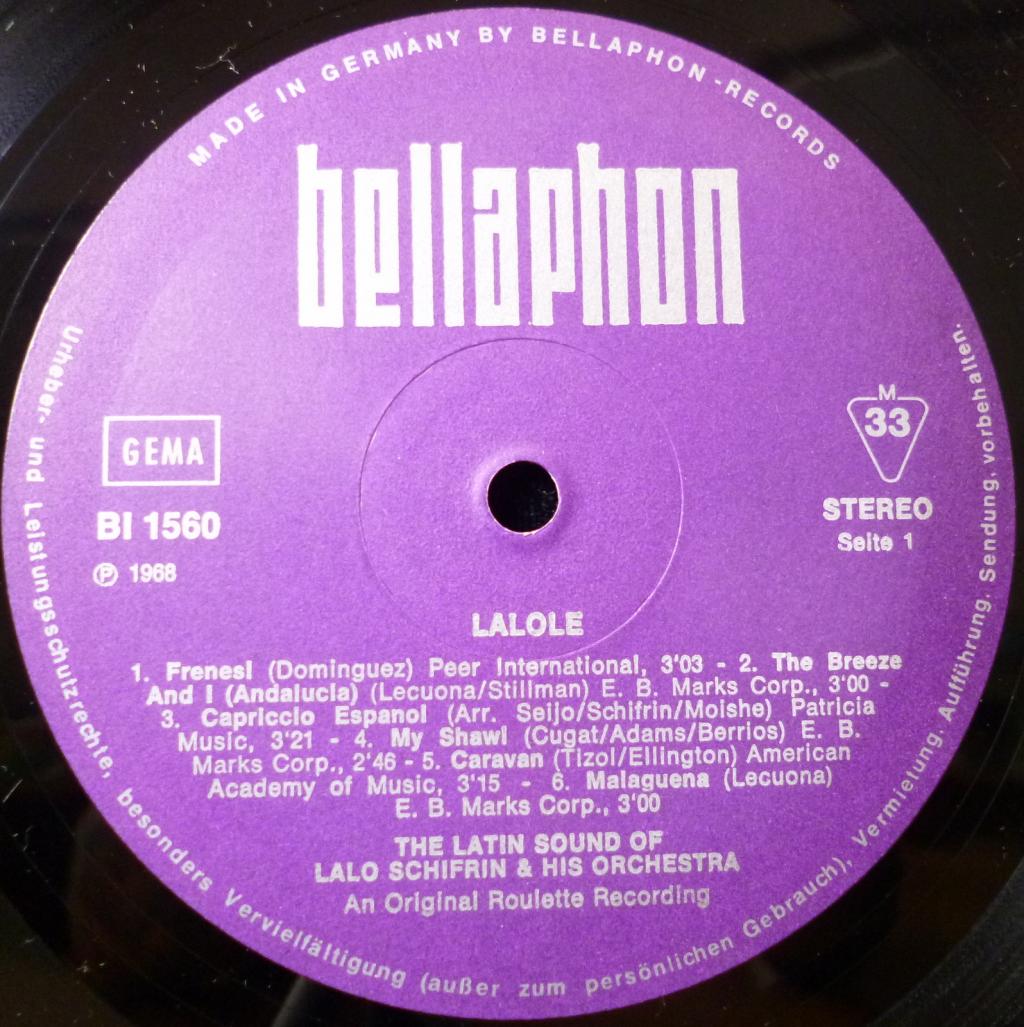 MADE IN GERMANY BY BELLAPHON-RECORDS
bellaphon
GEMA
BI 1560
℗ 1968
M
33
STEREO
Seite 1
LALOLE
1. Frenesi (Dominguez) Peer International, 3'03 - 2. The Breeze
And I (Andalucia) (Lecuona/Stillman) E. B. Marks Corp., 3'00 -
3. Capriccio Espanol (Arr. Seijo/Schifrin/Moishe) Patricia
Music, 3'21 - 4. My Shawl (Cugat/Adams/Berrios) E. B.
Marks Corp., 2'46 - 5. Caravan (Tizol/Ellington) American
Academy of Music, 3'15 - 6. Malaguena (Lecuona)
E. B. Marks Corp., 3'00
THE LATIN SOUND OF
LALO SCHIFRIN & HIS ORCHESTRA
An Original Roulette Recording
Urheber- und Leistungsschutzrechte, besonders Vervielfältigung (außer zum persönlichen Gebrauch), Vermietung, Aufführung, Sendung, vorbehalten.